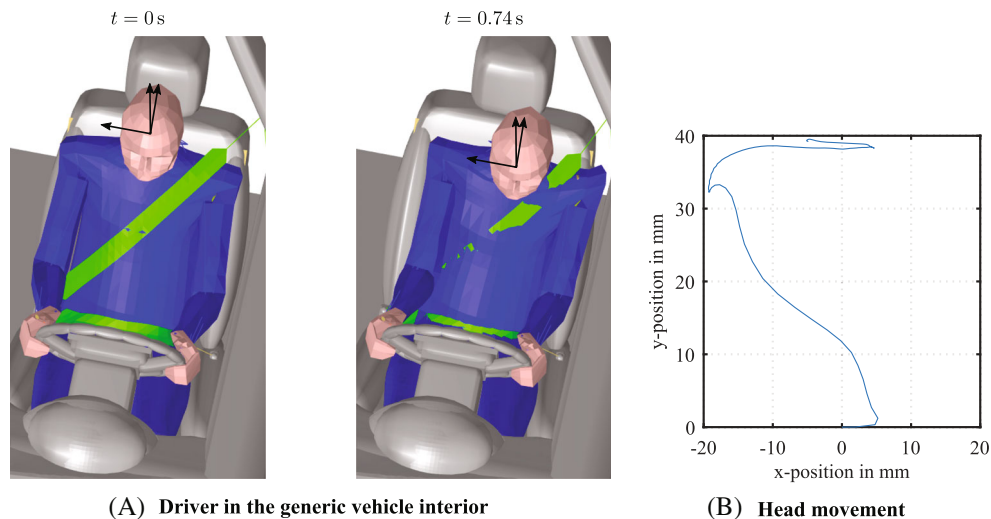 t = 0 s
t = 0.74 s
40
30
20
10
0
y-position in mm
-20
-10
0
10
20
x-position in mm
(A) Driver in the generic vehicle interior
(B) Head movement